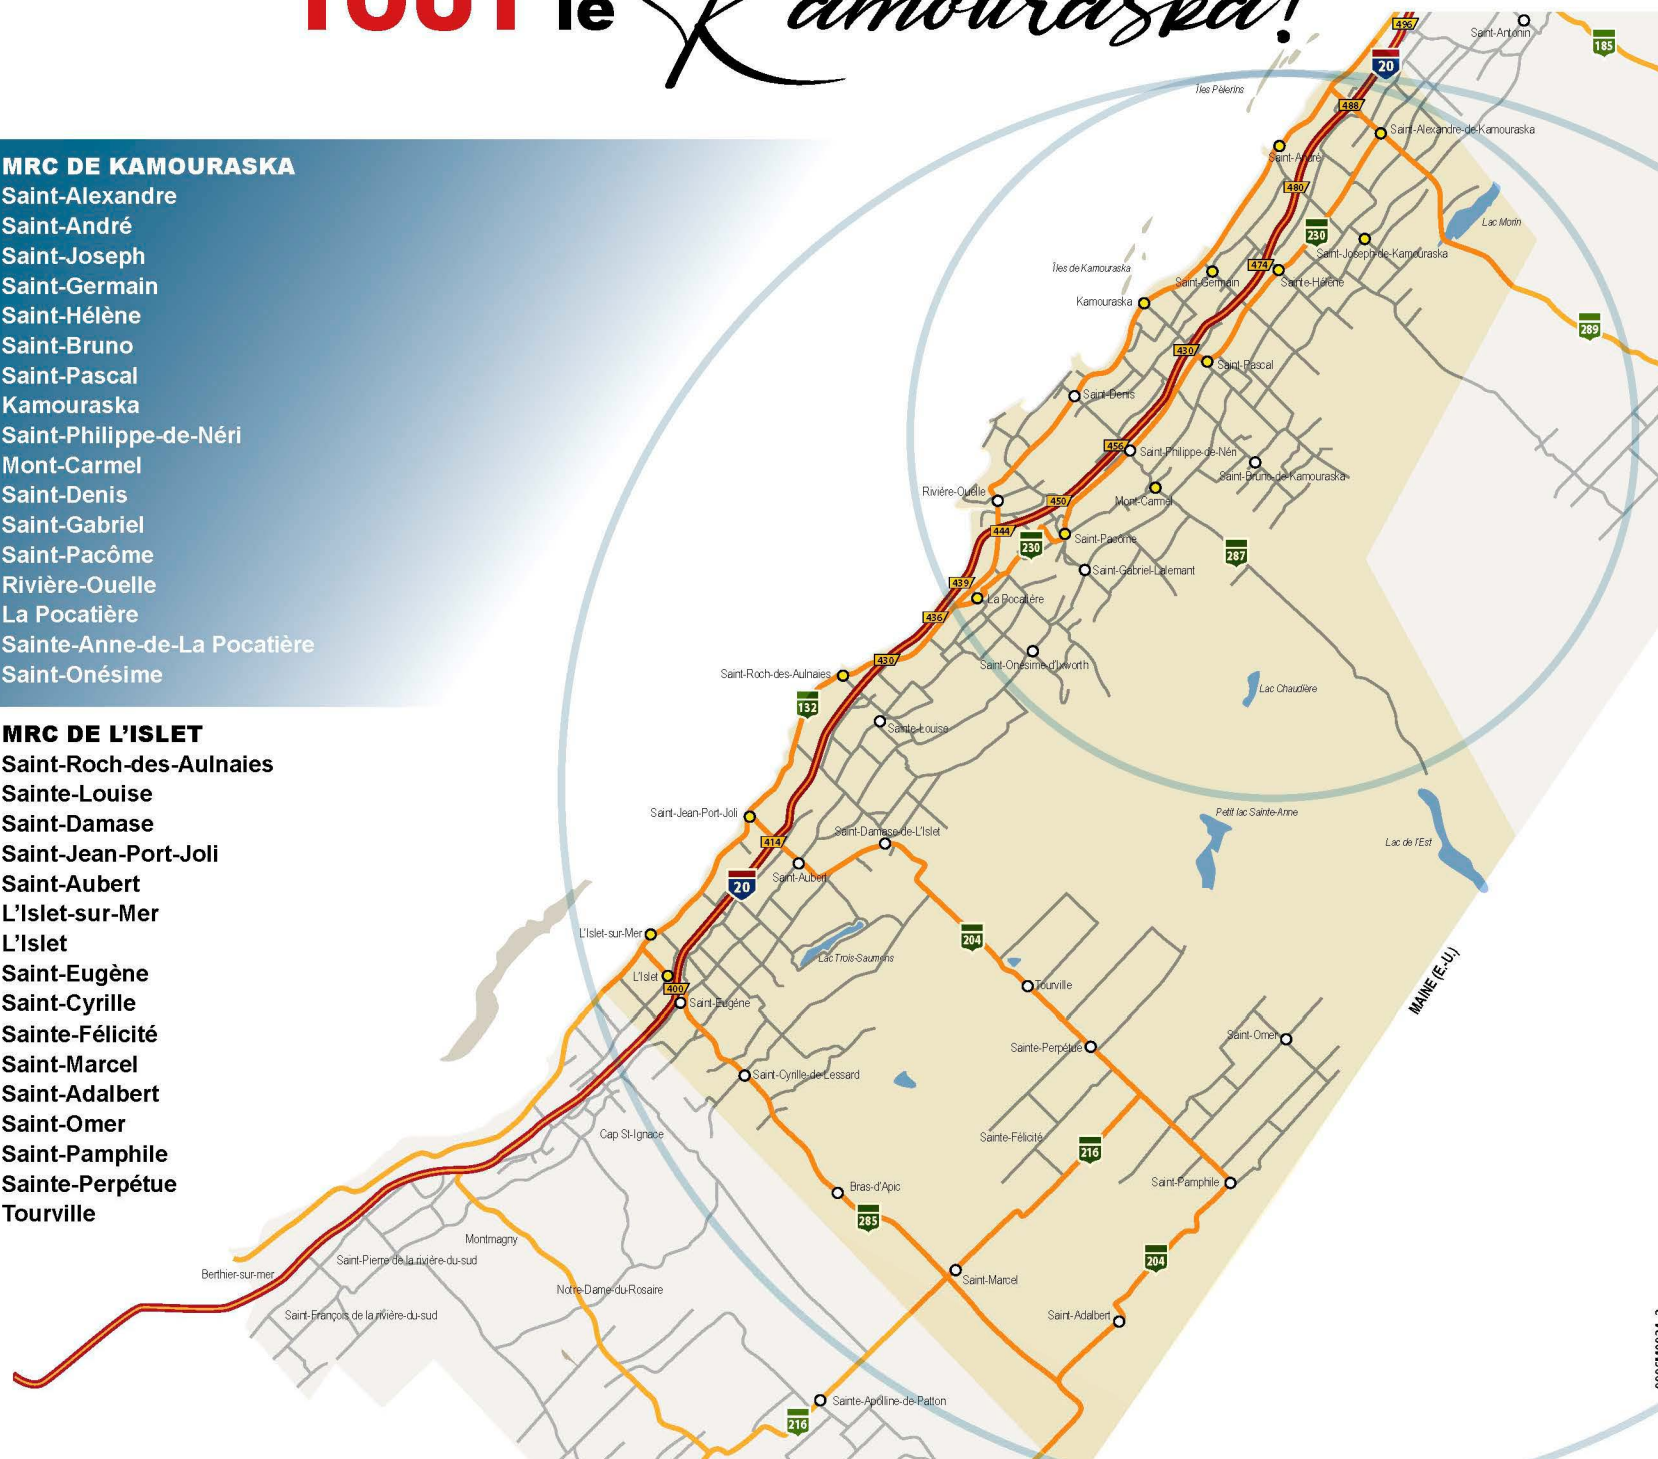 TOUT le Kamouraska!
MRC DE KAMOURASKA
Saint-Alexandre
Saint-André
Saint-Joseph
Saint-Germain
Saint-Hélène
Saint-Bruno
Saint-Pascal
Kamouraska
Saint-Philippe-de-Néri
Mont-Carmel
Saint-Denis
Saint-Gabriel
Saint-Pacôme
Rivière-Ouelle
La Pocatière
Sainte-Anne-de-La Pocatière
Saint-Onésime
MRC DE L'ISLET
Saint-Roch-des-Aulnaies
Sainte-Louise
Saint-Damase
Saint-Jean-Port-Joli
Saint-Aubert
L'Islet-sur-Mer
L'Islet
Saint-Eugène
Saint-Cyrille
Sainte-Félicité
Saint-Marcel
Saint-Adalbert
Saint-Omer
Saint-Pamphile
Sainte-Perpétue
Tourville
496
Saint-Antonin
185
20
Îles Pèlerins
488
Saint-Alexandre-de-Kamouraska
Saint-André
480
Lac Morin
230
Saint-Joseph-de-Kamouraska
474
Îles de Kamouraska
Saint-Germain
Sainte-Hélène
Kamouraska
289
430
Saint-Pascal
Saint-Denis
456
Saint-Philippe-de-Néri
Saint-Bruno-de-Kamouraska
Rivière-Ouelle
450
Mont-Carmel
444
230
Saint-Pacôme
287
Saint-Gabriel-Lalemant
439
La Pocatière
436
430
Saint-Onésime-d'Ixworth
Saint-Roch-des-Aulnaies
132
Lac Chaudière
Sainte-Louise
Saint-Jean-Port-Joli
Petit lac Sainte-Anne
414
Saint-Damase-de-L'Islet
Lac de l'Est
Saint-Aubert
20
L'Islet-sur-Mer
204
Lac Trois-Saumons
L'Islet
400
Tourville
MAINE (E.-U.)
Saint-Eugène
Saint-Omer
Sainte-Perpétue
Saint-Cyrille-de-Lessard
Cap St-Ignace
Sainte-Félicité
216
Bras-d'Apic
Saint-Pamphile
285
Montmagny
204
Saint-Pierre de la rivière-du-sud
Berthier-sur-mer
Saint-Marcel
Notre-Dame-du-Rosaire
Saint-François de la rivière-du-sud
Saint-Adalbert
Sainte-Apolline-de-Patton
216